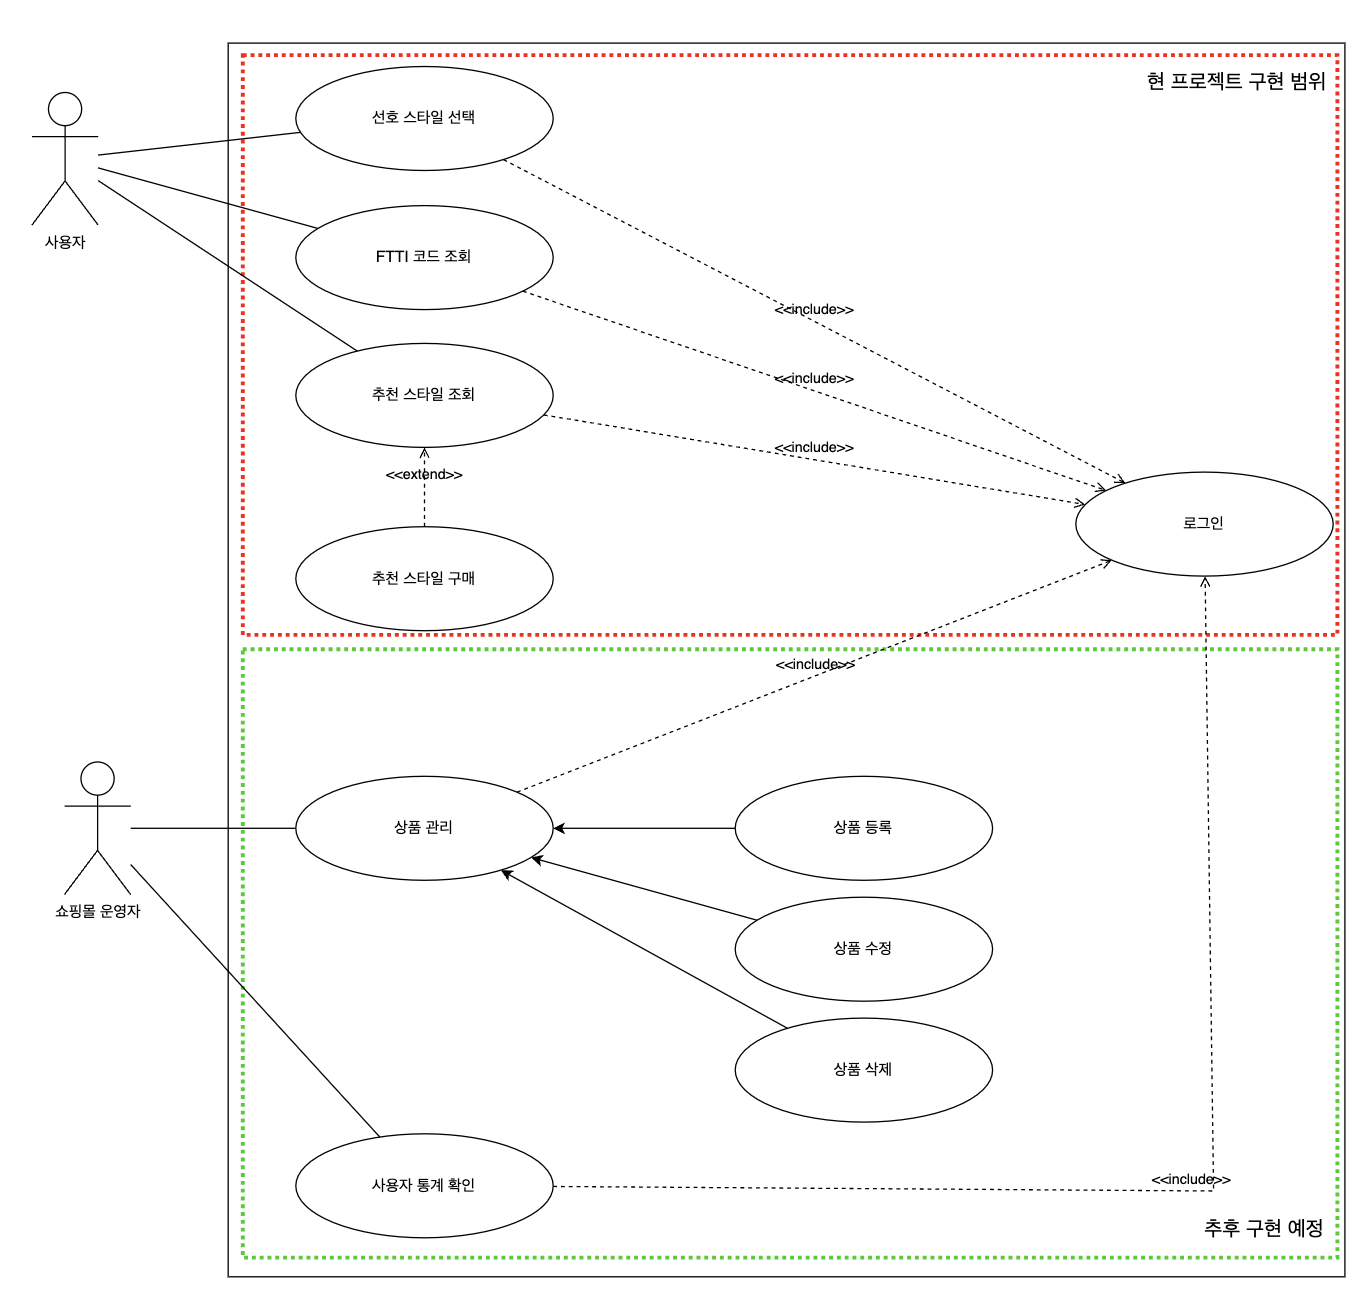 현 프로젝트 구현 범위
선호 스타일 선택
사용자
FTTI 코드 조회
<<include>>
<<include>>
추천 스타일 조회
<<include>>
<<extend>>
로그인
추천 스타일 구매
<<include>>
상품 관리
상품 등록
쇼핑몰 운영자
상품 수정
상품 삭제
사용자 통계 확인
<<include>>
추후 구현 예정